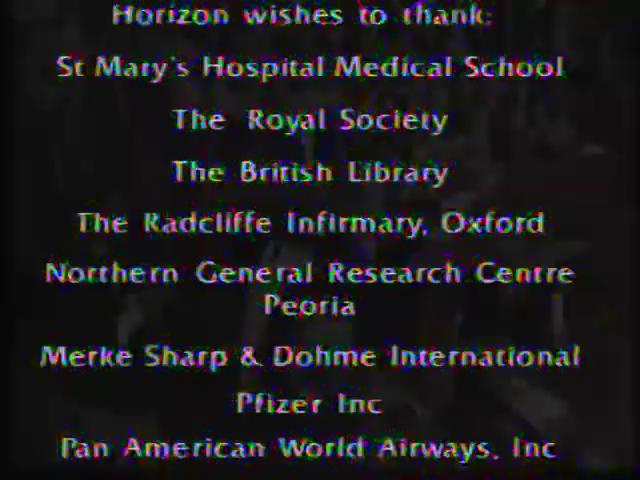 Horizon wishes to thank:
St Mary's Hospital Medical School
The Royal Society
The British Library
The Radcliffe Infirmary, Oxford
Northern General Research Centre
Peoria
Merke Sharp & Dohme International
Pfizer Inc
Pan American World Airways, Inc